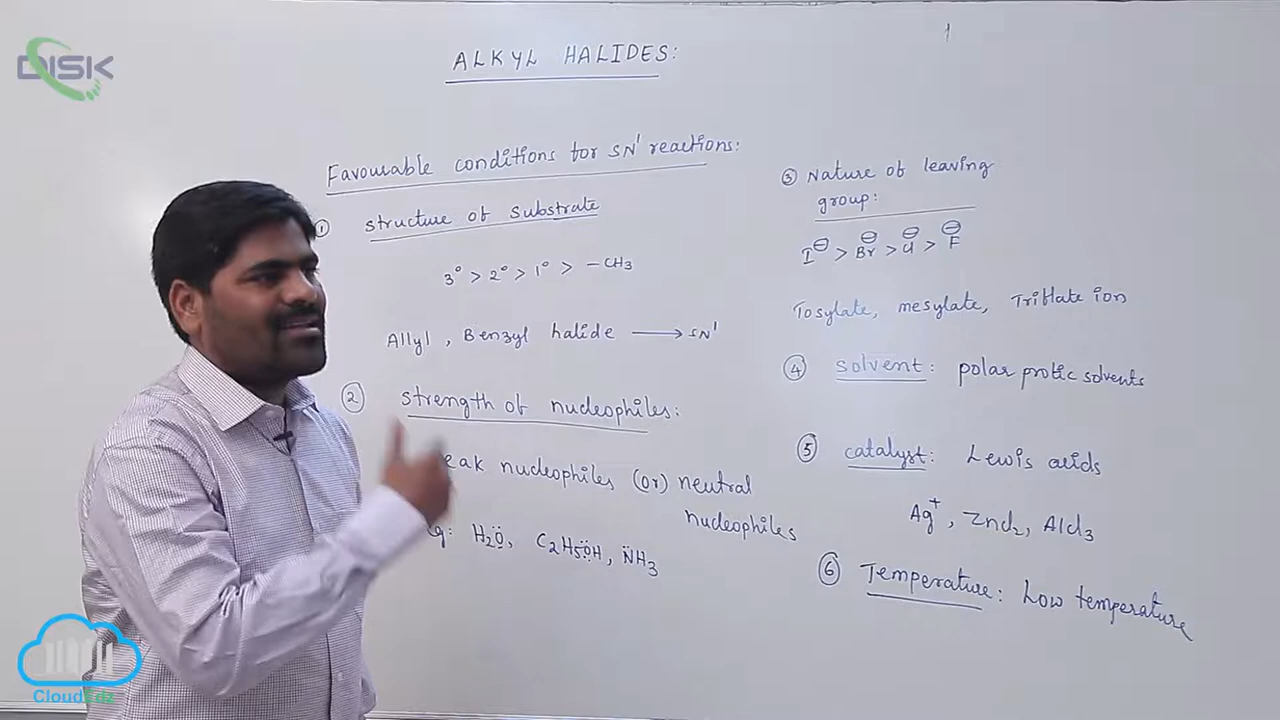 DISK
1
ALKYL HALIDES:
Favourable conditions for SN¹ reactions:
① structure of substrate
3° > 2° > 1° > -CH₃
Allyl, Benzyl halide ⟶ SN¹
② strength of nucleophiles:
nucleophiles (or) neutral
nucleophiles
H₂Ö, C₂H₅ÖH, N̈H₃
③ Nature of leaving
group:
I⊖ > Br⊖ > Cl⊖ > F⊖
Tosylate, mesylate, Triflate ion
④ solvent: polar protic solvents
⑤ catalyst: Lewis acids
Ag⁺, ZnCl₂, AlCl₃
⑥ Temperature: Low temperature
CloudEdz